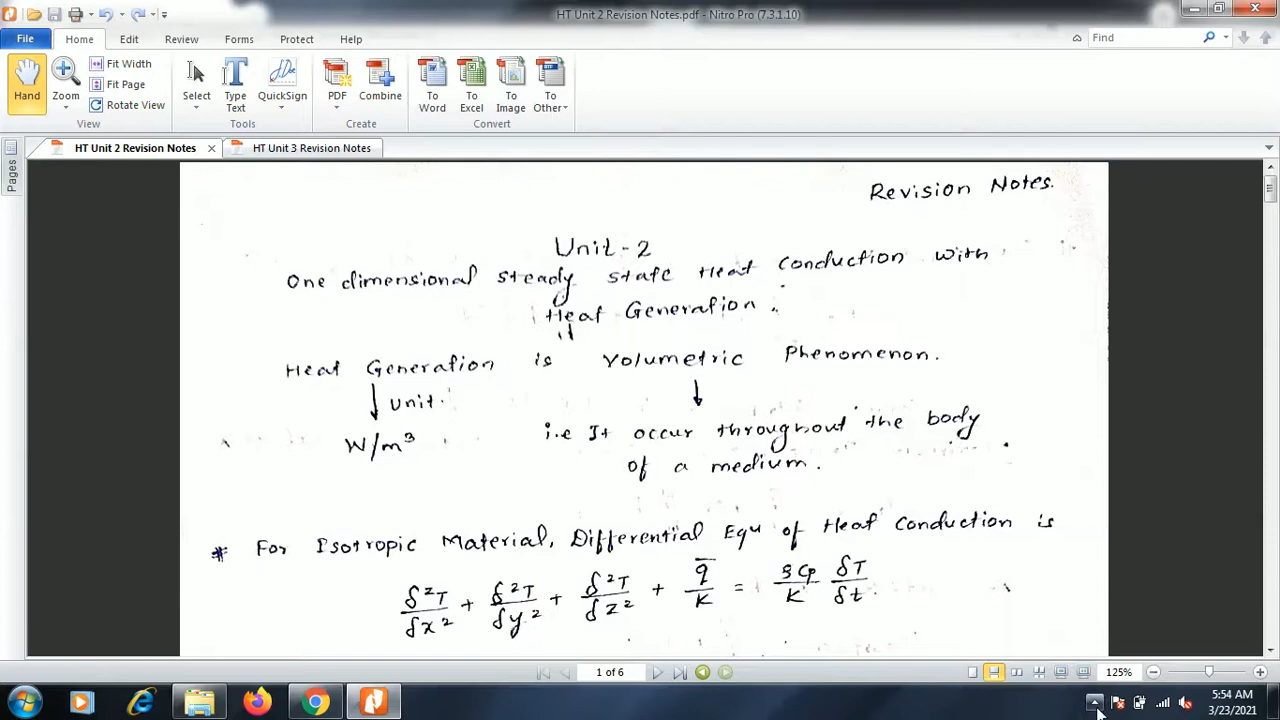 HT Unit 2 Revision Notes.pdf - Nitro Pro (7.3.1.10)
File Home Edit Review Forms Protect Help
Find
Hand
Zoom
Fit Width
Fit Page
Rotate View
View
Select
Type Text
QuickSign
Tools
PDF
Combine
Create
To Word
To Excel
To Image
To Other
Convert
HT Unit 2 Revision Notes
HT Unit 3 Revision Notes
Pages
Revision Notes.
Unit-2
One dimensional steady state Heat Conduction with
Heat Generation.
Heat Generation is Volumetric Phenomenon.
Unit.
W/m³
i.e It occur throughout the body
of a medium.
* For Isotropic Material, Differential Equ of Heat Conduction is
δ²T/δx² + δ²T/δy² + δ²T/δz² + q̅/K = ρCp/K δT/δt.
1 of 6
125%
5:54 AM
3/23/2021